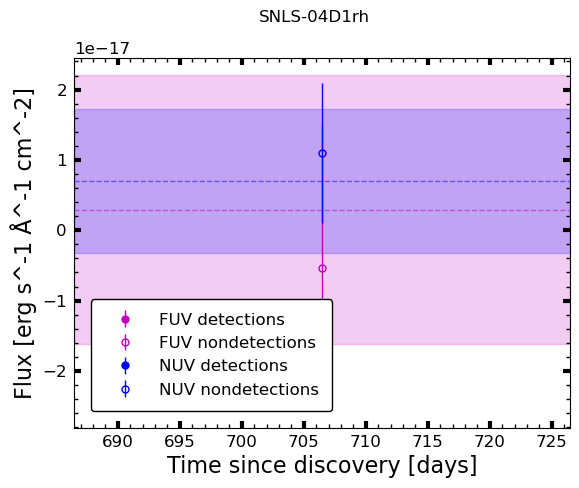 SNLS-04D1rh
1e−17
Flux [erg s^-1 Å^-1 cm^-2]
2
1
0
−1
−2
FUV detections
FUV nondetections
NUV detections
NUV nondetections
690 695 700 705 710 715 720 725
Time since discovery [days]